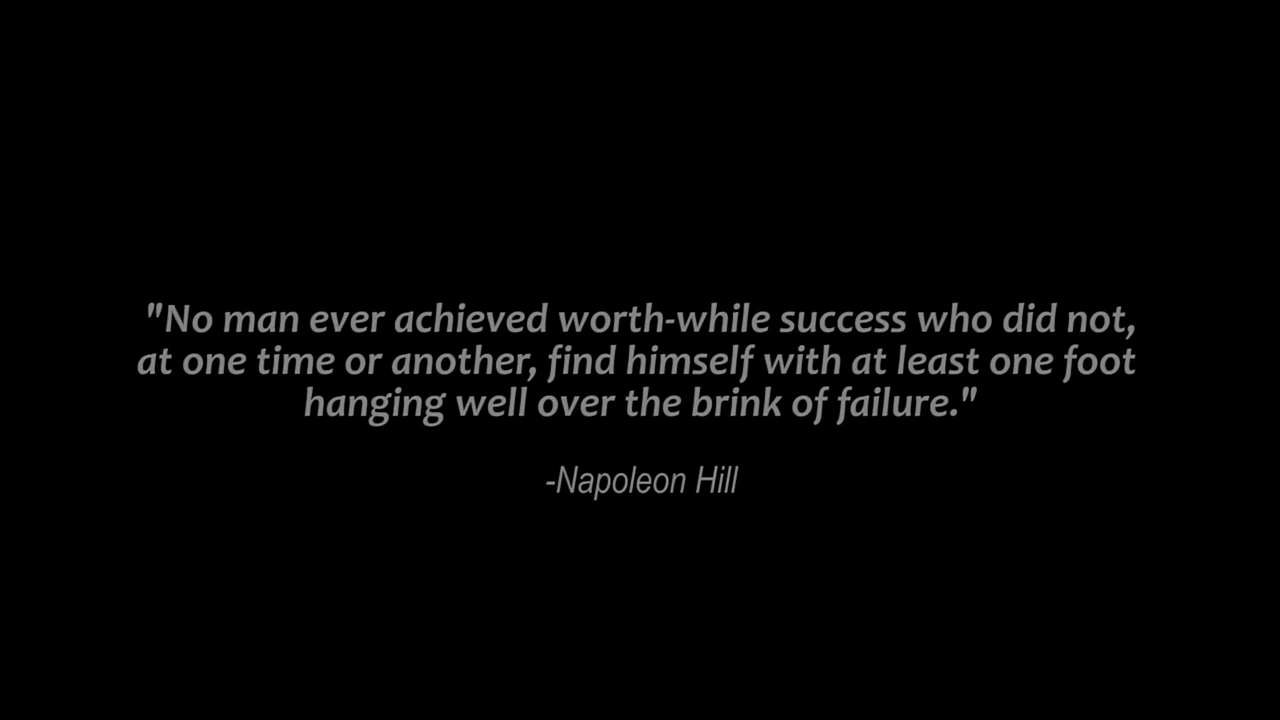 "No man ever achieved worth-while success who did not,
at one time or another, find himself with at least one foot
hanging well over the brink of failure."
-Napoleon Hill